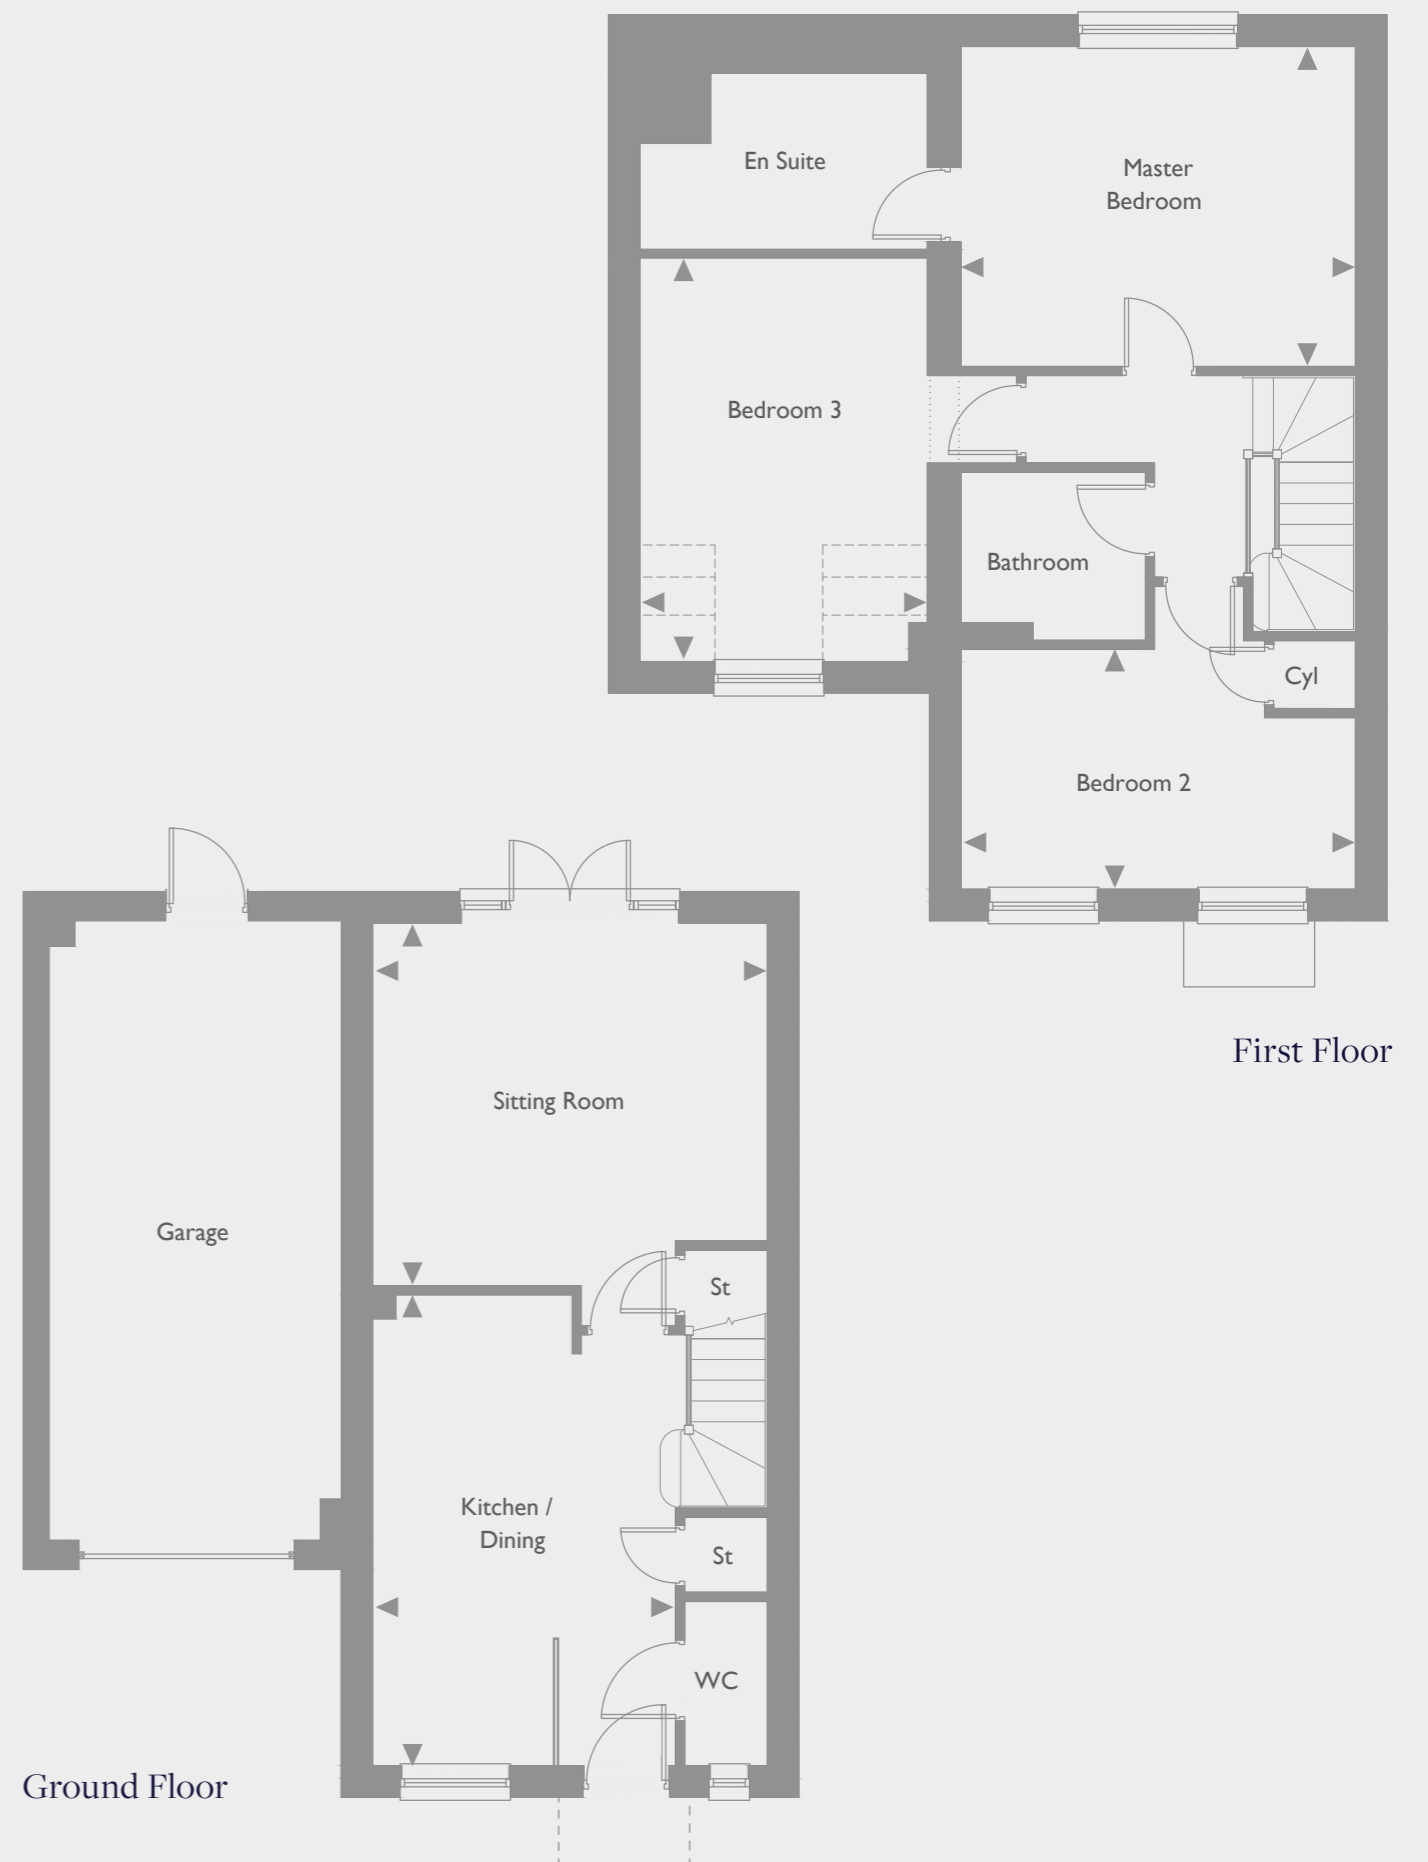 En Suite
Master
Bedroom
Bedroom 3
Bathroom
Cyl
Bedroom 2
First Floor
Sitting Room
Garage
St
Kitchen /
Dining
St
WC
Ground Floor